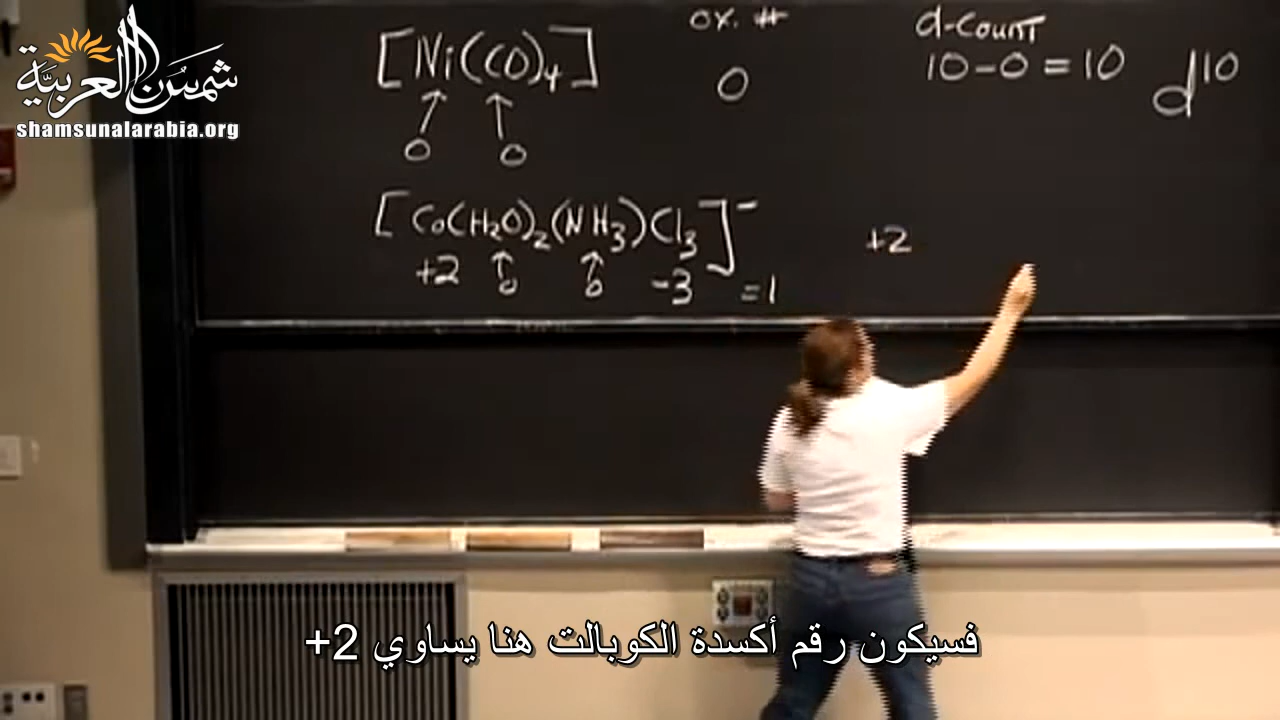 شمسُ العربيّة
shamsunalarabia.org
ox. # d-count
[Ni(CO)₄] 0 10-0=10 d¹⁰
0 0
[Co(H₂O)₂(NH₃)Cl₃]⁻ +2
+2 0 0 -3 =1
فسيكون رقم أكسدة الكوبالت هنا يساوي 2+